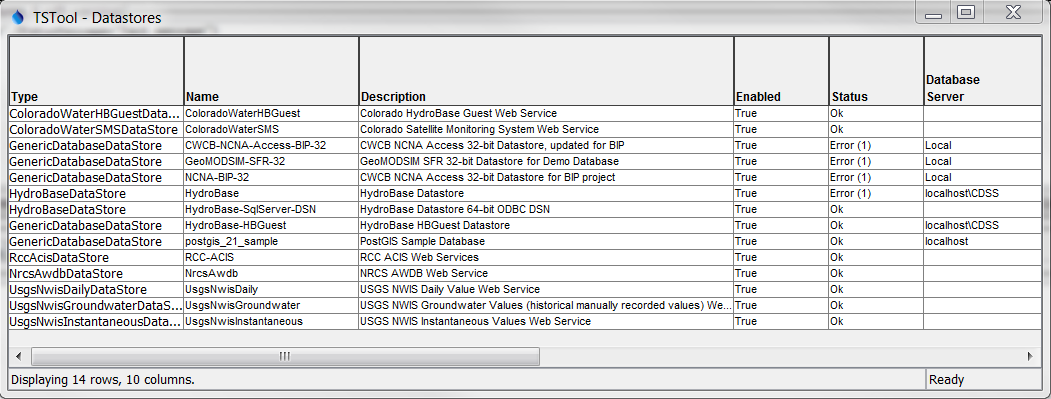 TSTool - Datastores
Type Name Description Enabled Status Database Server
ColoradoWaterHBGuestData... ColoradoWaterHBGuest Colorado HydroBase Guest Web Service True Ok
ColoradoWaterSMSDataStore ColoradoWaterSMS Colorado Satellite Monitoring System Web Service True Ok
GenericDatabaseDataStore CWCB-NCNA-Access-BIP-32 CWCB NCNA Access 32-bit Datastore, updated for BIP True Error (1) Local
GenericDatabaseDataStore GeoMODSIM-SFR-32 GeoMODSIM SFR 32-bit Datastore for Demo Database True Error (1) Local
GenericDatabaseDataStore NCNA-BIP-32 CWCB NCNA Access 32-bit Datastore for BIP project True Error (1) Local
HydroBaseDataStore HydroBase HydroBase Datastore True Error (1) localhost\CDSS
HydroBaseDataStore HydroBase-SqlServer-DSN HydroBase Datastore 64-bit ODBC DSN True Ok
GenericDatabaseDataStore HydroBase-HBGuest HydroBase HBGuest Datastore True Ok localhost\CDSS
GenericDatabaseDataStore postgis_21_sample PostGIS Sample Database True Ok localhost
RccAcisDataStore RCC-ACIS RCC ACIS Web Services True Ok
NrcsAwdbDataStore NrcsAwdb NRCS AWDB Web Service True Ok
UsgsNwisDailyDataStore UsgsNwisDaily USGS NWIS Daily Value Web Service True Ok
UsgsNwisGroundwaterDataS... UsgsNwisGroundwater USGS NWIS Groundwater Values (historical manually recorded values) We... True Ok
UsgsNwisInstantaneousData... UsgsNwisInstantaneous USGS NWIS Instantaneous Values Web Service True Ok
Displaying 14 rows, 10 columns. Ready